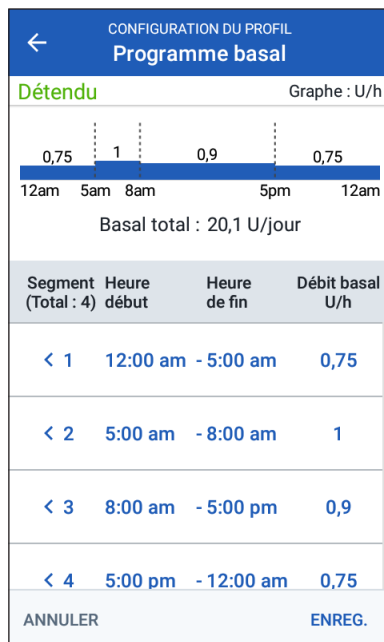 CONFIGURATION DU PROFIL
Programme basal
Détendu Graphe : U/h
0,75 1 0,9 0,75
12am 5am 8am 5pm 12am
Basal total : 20,1 U/jour
Segment Heure Heure Débit basal
(Total : 4) début de fin U/h
< 1 12:00 am - 5:00 am 0,75
< 2 5:00 am - 8:00 am 1
< 3 8:00 am - 5:00 pm 0,9
< 4 5:00 pm - 12:00 am 0,75
ANNULER ENREG.